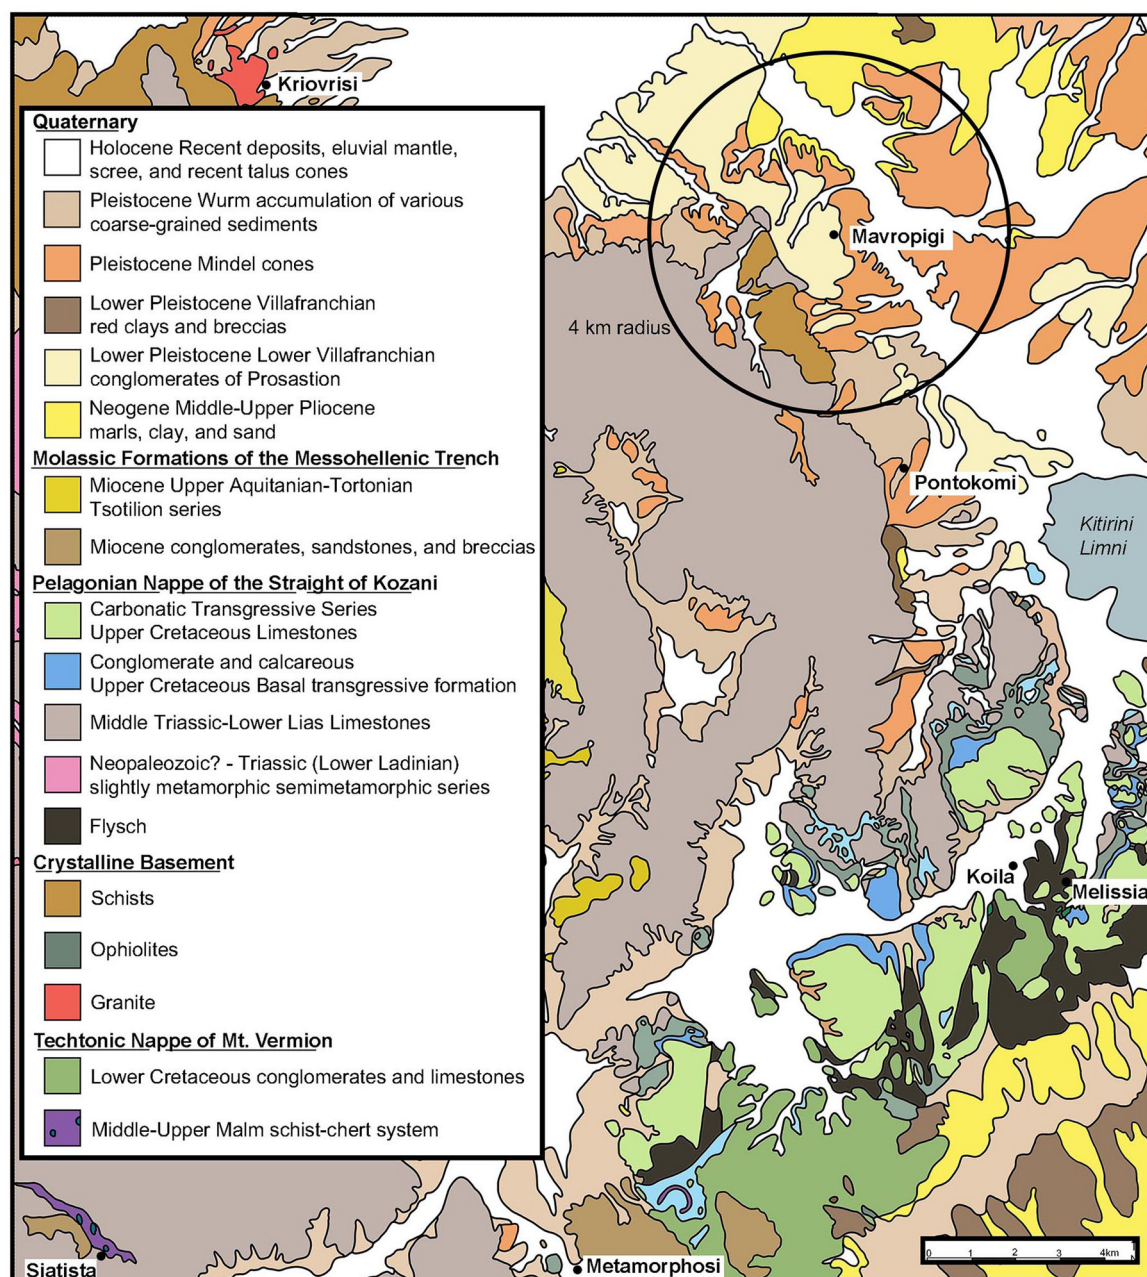 Kriovrisi
Quaternary
Holocene Recent deposits, eluvial mantle,
scree, and recent talus cones
Pleistocene Wurm accumulation of various
coarse-grained sediments
Pleistocene Mindel cones
Lower Pleistocene Villafranchian
red clays and breccias
Lower Pleistocene Lower Villafranchian
conglomerates of Prosastion
Neogene Middle-Upper Pliocene
marls, clay, and sand
Molassic Formations of the Messohellenic Trench
Miocene Upper Aquitanian-Tortonian
Tsotilion series
Miocene conglomerates, sandstones, and breccias
Pelagonian Nappe of the Straight of Kozani
Carbonatic Transgressive Series
Upper Cretaceous Limestones
Conglomerate and calcareous
Upper Cretaceous Basal transgressive formation
Middle Triassic-Lower Lias Limestones
Neopaleozoic? - Triassic (Lower Ladinian)
slightly metamorphic semimetamorphic series
Flysch
Crystalline Basement
Schists
Ophiolites
Granite
Techtonic Nappe of Mt. Vermion
Lower Cretaceous conglomerates and limestones
Middle-Upper Malm schist-chert system
Mavropigi
4 km radius
Pontokomi
Kitirini
Limni
Koila
Melissia
Siatista
Metamorphosi
0 1 2 3 4km